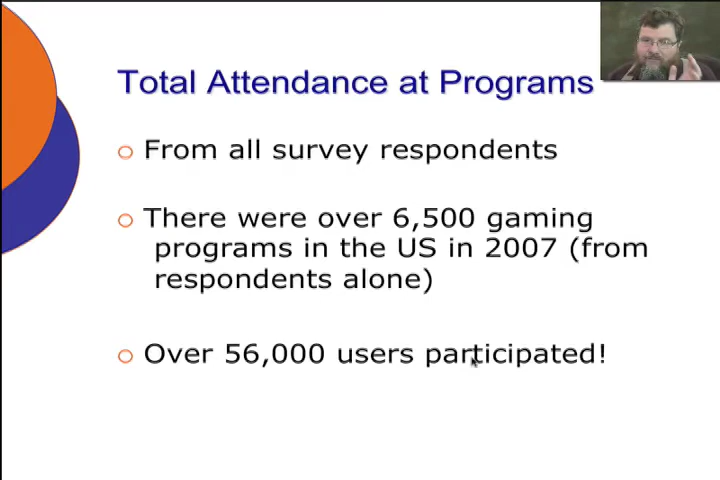 Total Attendance at Programs
From all survey respondents
There were over 6,500 gaming
programs in the US in 2007 (from
respondents alone)
Over 56,000 users participated!